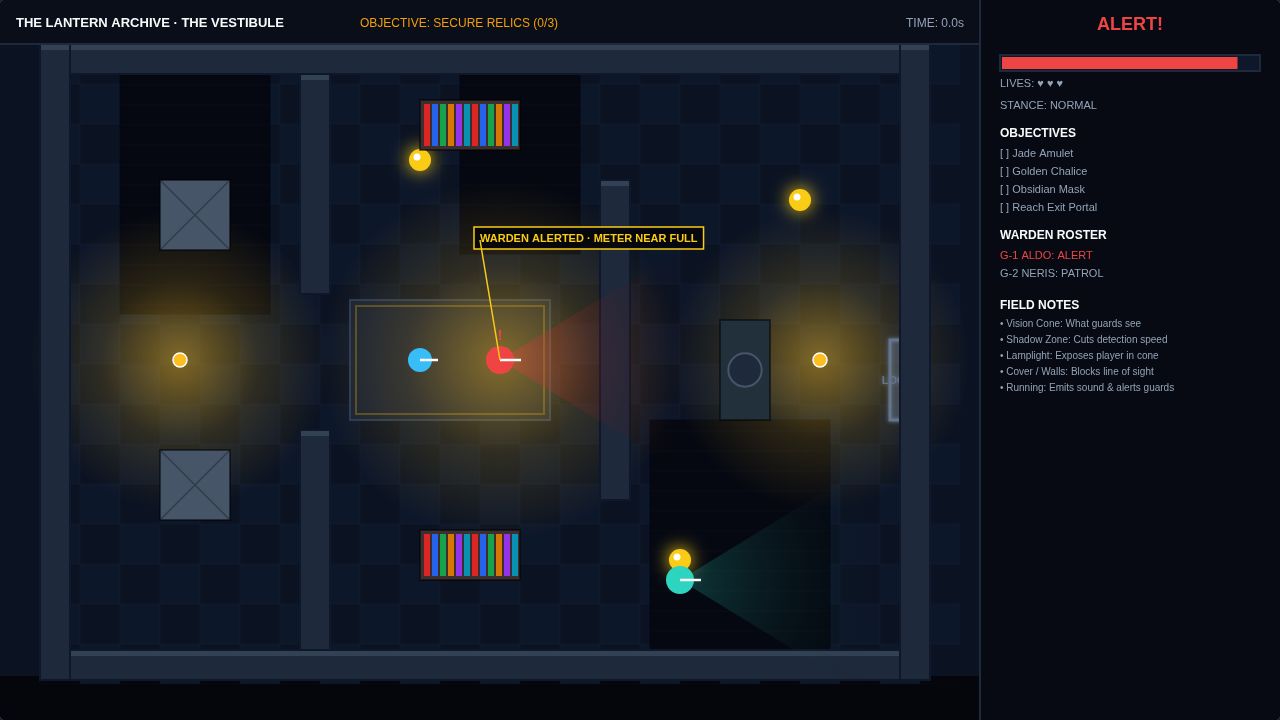 THE LANTERN ARCHIVE · THE VESTIBULE
OBJECTIVE: SECURE RELICS (0/3)
TIME: 0.0s
ALERT!
LIVES: ♥ ♥ ♥
STANCE: NORMAL
OBJECTIVES
[ ] Jade Amulet
[ ] Golden Chalice
[ ] Obsidian Mask
[ ] Reach Exit Portal
WARDEN ROSTER
G-1 ALDO: ALERT
G-2 NERIS: PATROL
FIELD NOTES
• Vision Cone: What guards see
• Shadow Zone: Cuts detection speed
• Lamplight: Exposes player in cone
• Cover / Walls: Blocks line of sight
• Running: Emits sound & alerts guards
WARDEN ALERTED · METER NEAR FULL
!